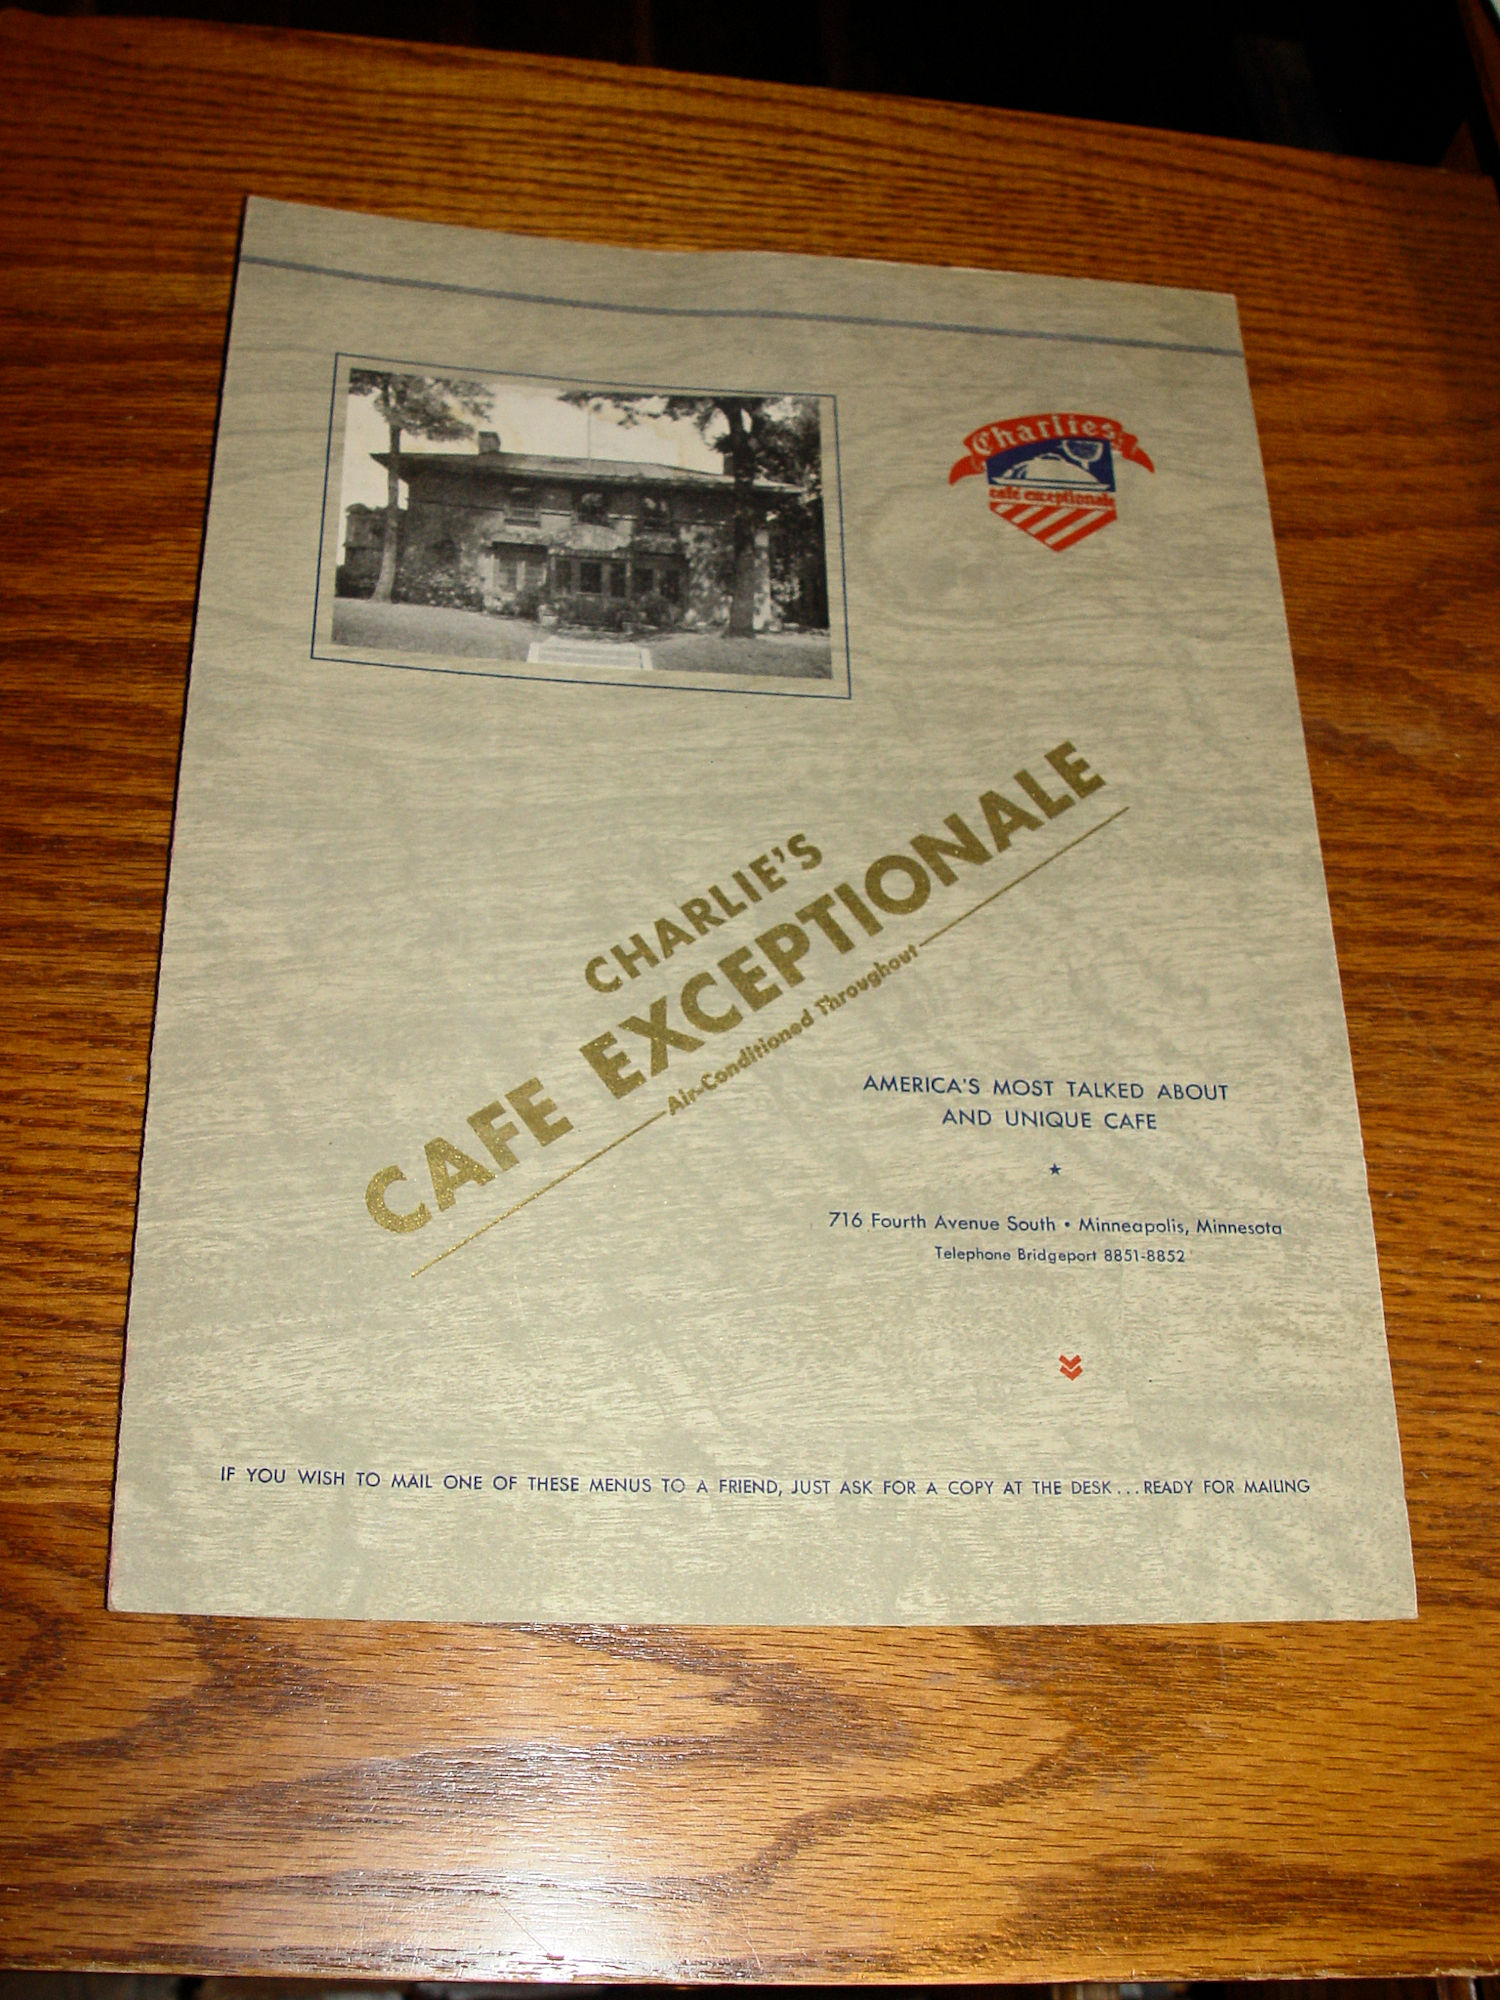 Charlie's
café exceptionale
CHARLIE'S
CAFE EXCEPTIONALE
Air-Conditioned Throughout
AMERICA'S MOST TALKED ABOUT
AND UNIQUE CAFE
716 Fourth Avenue South • Minneapolis, Minnesota
Telephone Bridgeport 8851-8852
IF YOU WISH TO MAIL ONE OF THESE MENUS TO A FRIEND, JUST ASK FOR A COPY AT THE DESK...READY FOR MAILING